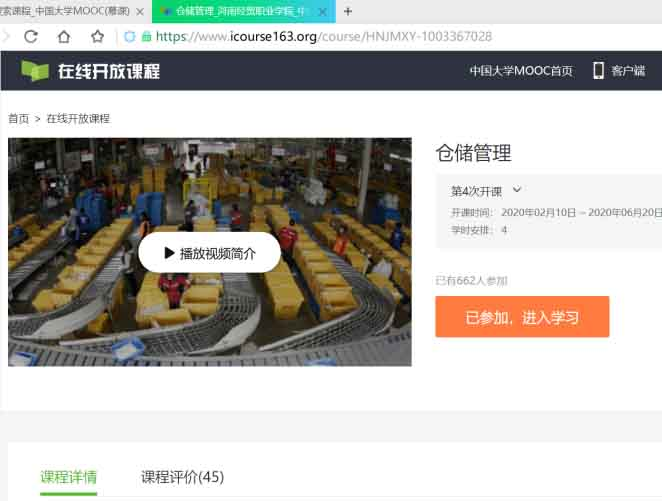 搜索课程_中国大学MOOC(慕课)
仓储管理_河南经贸职业学院_中
https://www.icourse163.org/course/HNJMXY-1003367028
在线开放课程
中国大学MOOC首页
客户端
首页 > 在线开放课程
仓储管理
第4次开课
开课时间： 2020年02月10日 ~ 2020年06月20日
学时安排： 4
播放视频简介
已有662人参加
已参加，进入学习
课程详情
课程评价(45)